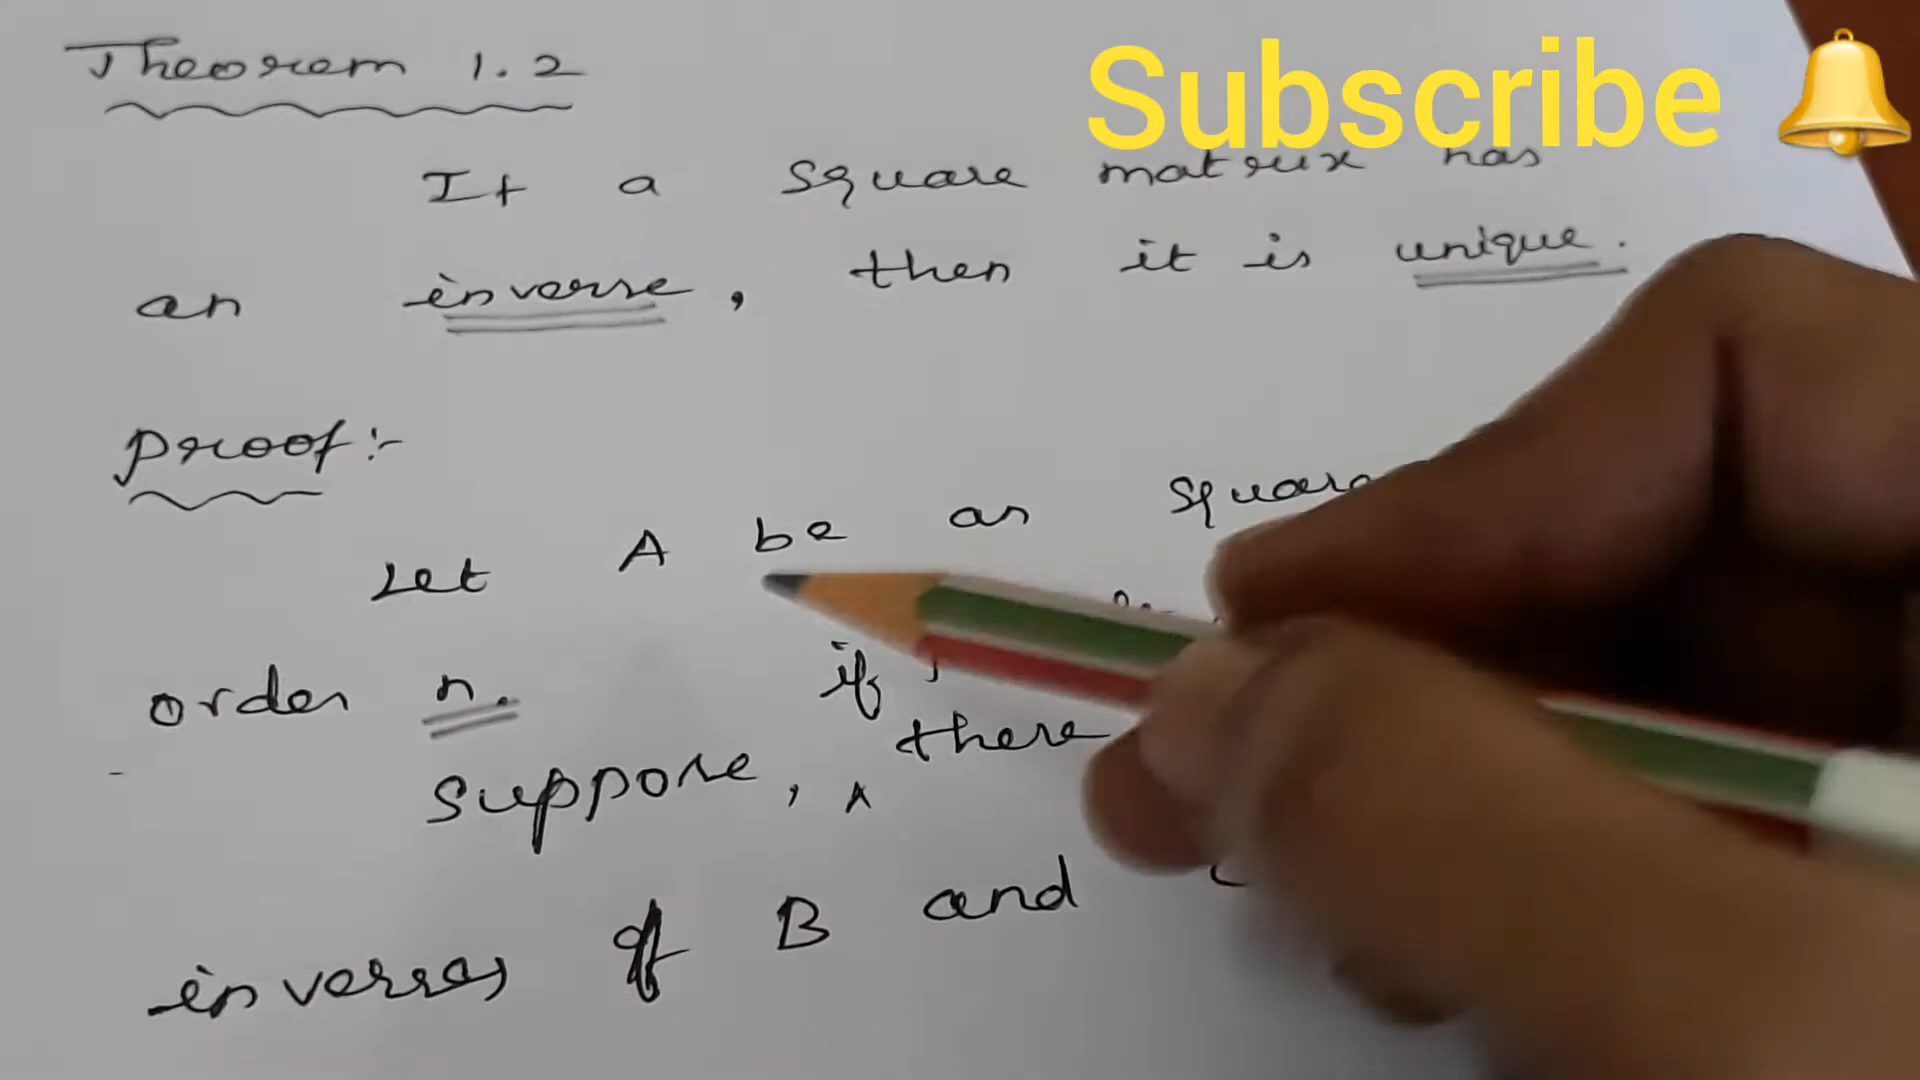 Theorem 1.2
Subscribe
If a square matrix has
an inverse, then it is unique.
Proof:-
Let A be an square
order n. if
suppose, ∧ there
inverses of B and